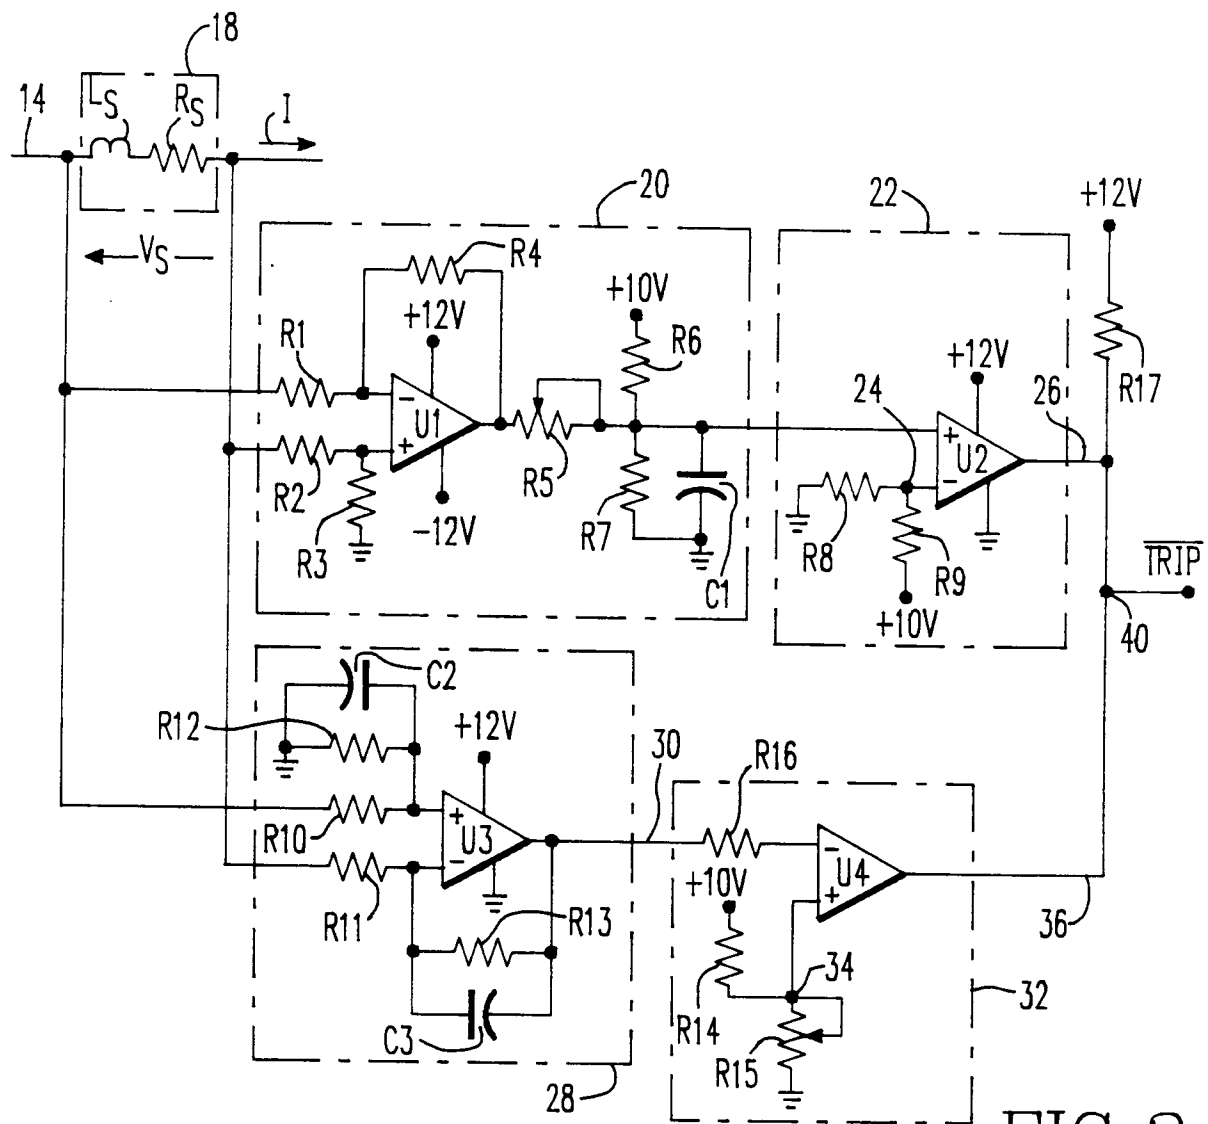 18
14
LS
RS
I
VS
20
22
+12V
R4
+10V
+12V
R1
R6
+12V
R17
24
26
U1
U2
R2
R5
R3
-12V
R7
C1
R8
R9
+10V
TRIP
40
C2
R12
+12V
30
R16
R10
U3
R11
+10V
U4
R13
36
34
32
R14
R15
C3
28